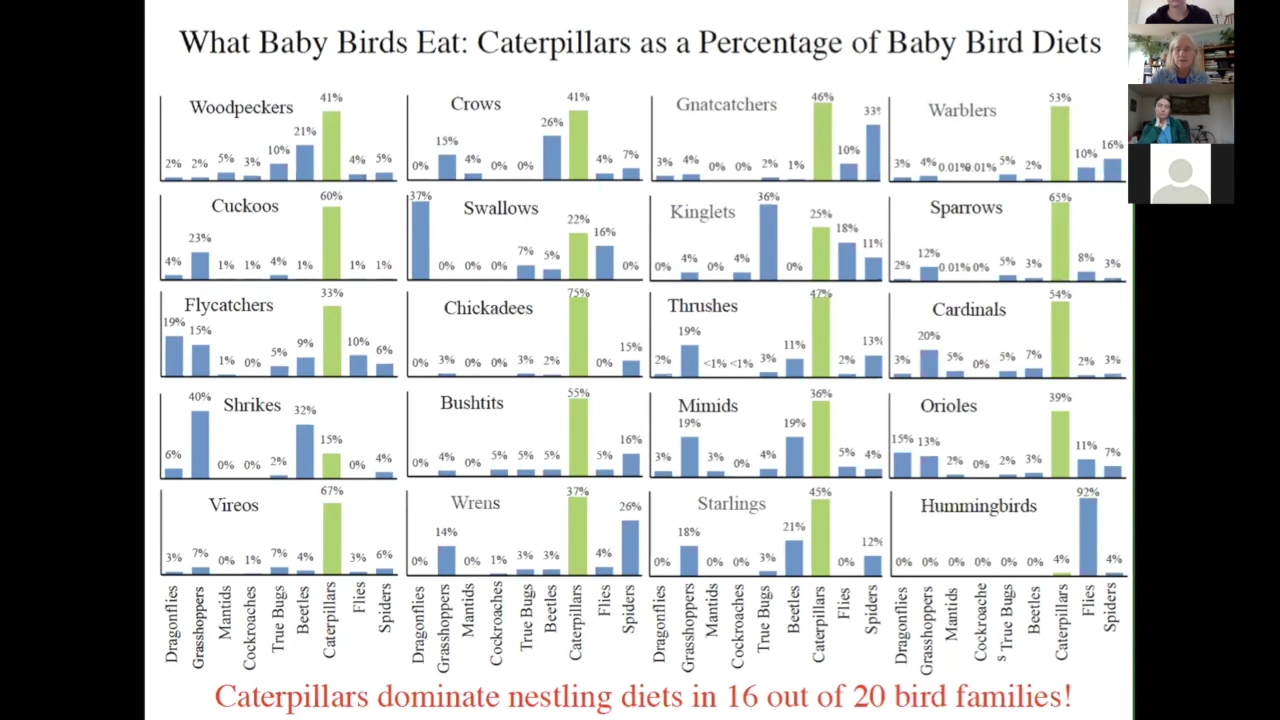 What Baby Birds Eat: Caterpillars as a Percentage of Baby Bird Diets
Woodpeckers
2% 2% 5% 3% 10% 21% 41% 4% 5%
Crows
0% 15% 4% 0% 0% 26% 41% 4% 7%
Gnatcatchers
3% 4% 0% 0% 2% 1% 46% 10% 33%
Warblers
3% 4% 0.01% 0.01% 5% 2% 53% 10% 16%
Cuckoos
4% 23% 1% 1% 4% 1% 60% 1% 1%
Swallows
37% 0% 0% 0% 7% 5% 22% 16% 0%
Kinglets
0% 4% 0% 4% 36% 0% 25% 18% 11%
Sparrows
2% 12% 0.01% 0% 5% 3% 65% 8% 3%
Flycatchers
19% 15% 1% 0% 5% 9% 33% 10% 6%
Chickadees
0% 3% 0% 0% 3% 2% 75% 0% 15%
Thrushes
2% 19% <1% <1% 3% 11% 47% 2% 13%
Cardinals
3% 20% 5% 0% 5% 7% 54% 2% 3%
Shrikes
6% 40% 0% 0% 2% 32% 15% 0% 4%
Bushtits
0% 4% 0% 5% 5% 5% 55% 5% 16%
Mimids
3% 19% 3% 0% 4% 19% 36% 5% 4%
Orioles
15% 13% 2% 0% 2% 3% 39% 11% 7%
Vireos
3% 7% 0% 1% 7% 4% 67% 3% 6%
Wrens
0% 14% 0% 1% 3% 3% 37% 4% 26%
Starlings
0% 18% 0% 0% 3% 21% 45% 0% 12%
Hummingbirds
0% 0% 0% 0% 0% 0% 4% 92% 4%
Dragonflies
Grasshoppers
Mantids
Cockroaches
True Bugs
Beetles
Caterpillars
Flies
Spiders
Dragonflies
Grasshoppers
Mantids
Cockroaches
True Bugs
Beetles
Caterpillars
Flies
Spiders
Dragonflies
Grasshoppers
Mantids
Cockroaches
True Bugs
Beetles
Caterpillars
Flies
Spiders
Dragonflies
Grasshoppers
Mantids
Cockroache
s
True Bugs
Beetles
Caterpillars
Flies
Spiders
Caterpillars dominate nestling diets in 16 out of 20 bird families!